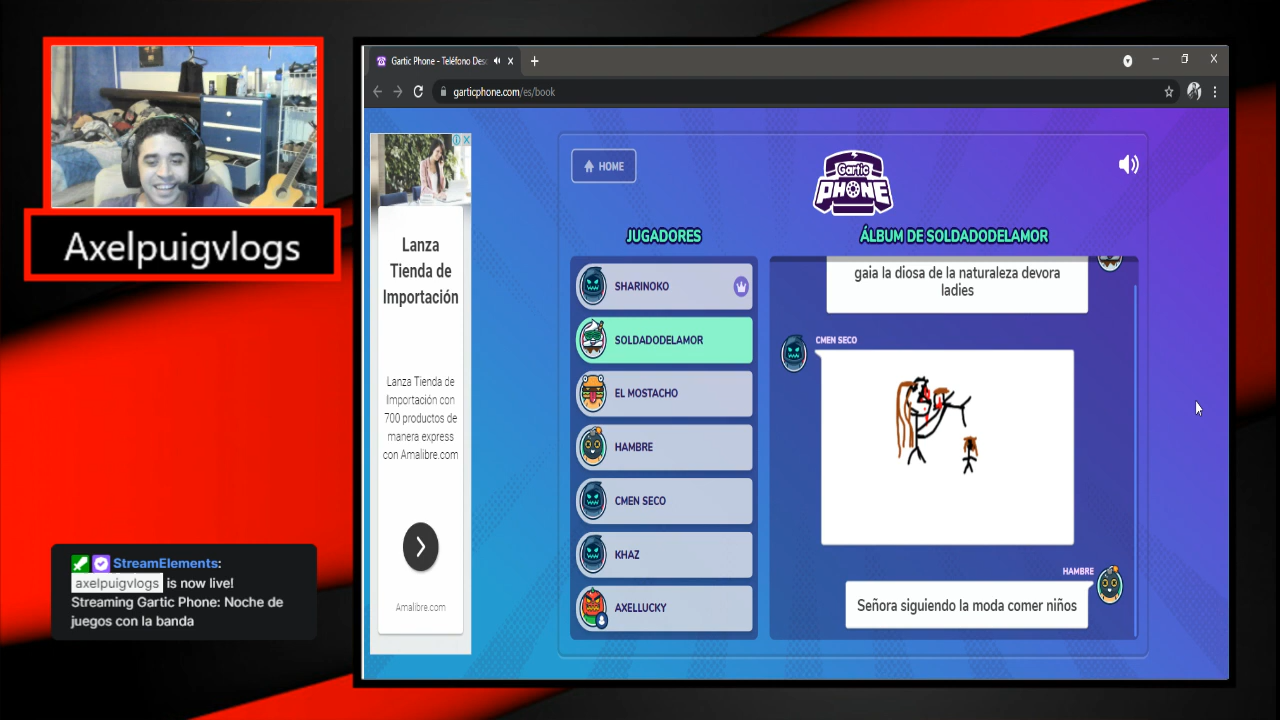 Axelpuigvlogs
StreamElements:
axelpuigvlogs is now live!
Streaming Gartic Phone: Noche de
juegos con la banda
Gartic Phone - Teléfono Des
garticphone.com/es/book
Lanza
Tienda de
Importación
Lanza Tienda de
Importación con
700 productos de
manera express
con Amalibre.com
Amalibre.com
HOME
Gartic
PHONE
JUGADORES
SHARINOKO
SOLDADODELAMOR
EL MOSTACHO
HAMBRE
CMEN SECO
KHAZ
AXELLUCKY
ÁLBUM DE SOLDADODELAMOR
gaia la diosa de la naturaleza devora
ladies
CMEN SECO
HAMBRE
Señora siguiendo la moda comer niños